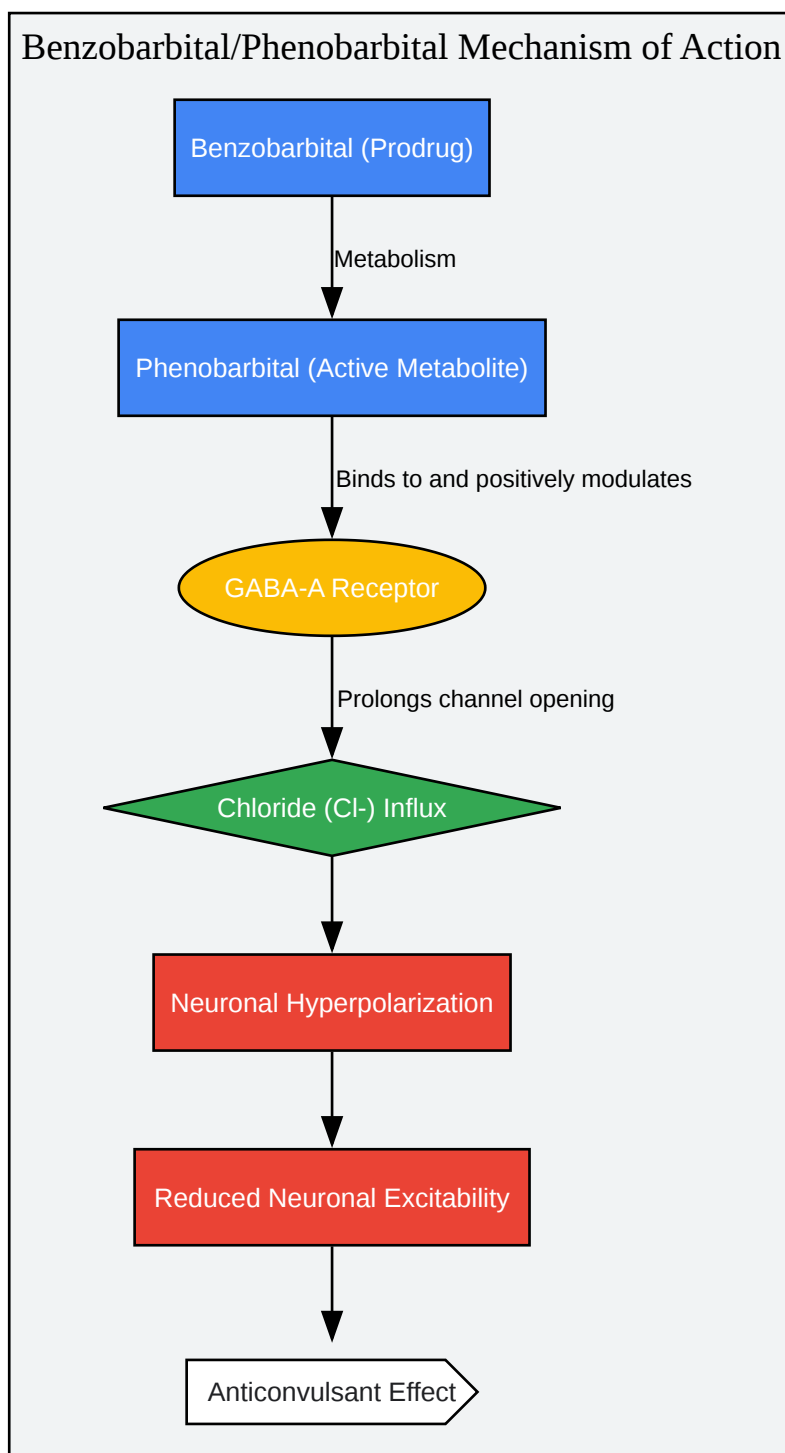 Benzobarbital/Phenobarbital Mechanism of Action
Benzobarbital (Prodrug)
Metabolism
Phenobarbital (Active Metabolite)
Binds to and positively modulates
GABA-A Receptor
Prolongs channel opening
Chloride (Cl-) Influx
Neuronal Hyperpolarization
Reduced Neuronal Excitability
Anticonvulsant Effect